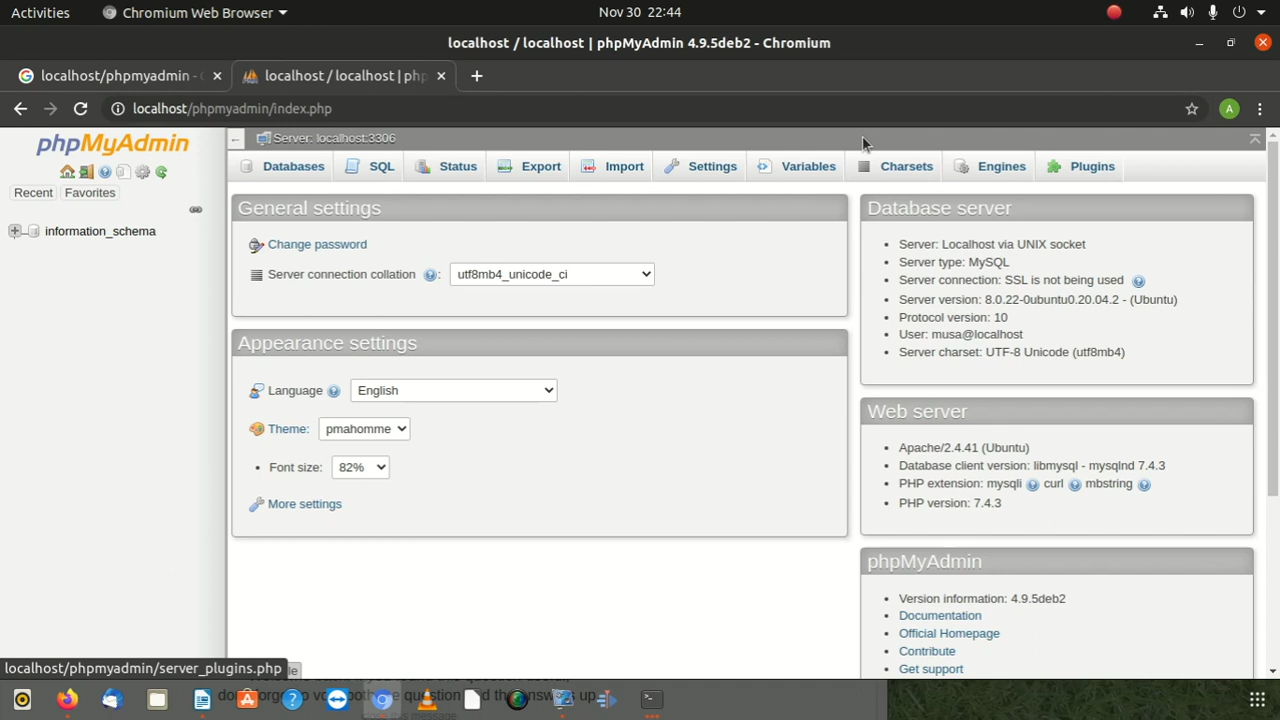 Activities Chromium Web Browser Nov 30 22:44
localhost / localhost | phpMyAdmin 4.9.5deb2 - Chromium
localhost/phpmyadmin - localhost / localhost | php
localhost/phpmyadmin/index.php A
phpMyAdmin
Recent Favorites
information_schema
Server: localhost:3306
Databases SQL Status Export Import Settings Variables Charsets Engines Plugins
General settings
Change password
Server connection collation : utf8mb4_unicode_ci
Appearance settings
Language English
Theme: pmahomme
Font size: 82%
More settings
Database server
Server: Localhost via UNIX socket
Server type: MySQL
Server connection: SSL is not being used
Server version: 8.0.22-0ubuntu0.20.04.2 - (Ubuntu)
Protocol version: 10
User: musa@localhost
Server charset: UTF-8 Unicode (utf8mb4)
Web server
Apache/2.4.41 (Ubuntu)
Database client version: libmysql - mysqlnd 7.4.3
PHP extension: mysqli curl mbstring
PHP version: 7.4.3
phpMyAdmin
Version information: 4.9.5deb2
Documentation
Official Homepage
Contribute
Get support
localhost/phpmyadmin/server_plugins.php